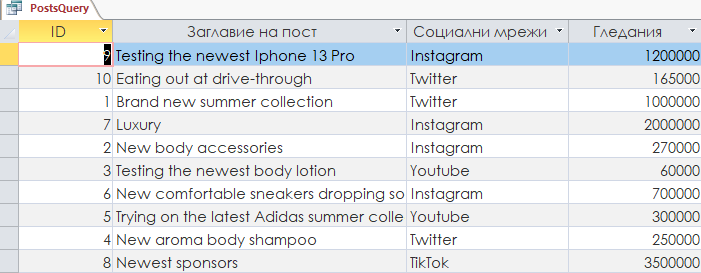 PostsQuery
ID Заглавие на пост Социални мрежи Гледания
9 Testing the newest Iphone 13 Pro Instagram 1200000
10 Eating out at drive-through Twitter 165000
1 Brand new summer collection Twitter 1000000
7 Luxury Instagram 2000000
2 New body accessories Instagram 270000
3 Testing the newest body lotion Youtube 60000
6 New comfortable sneakers dropping so Instagram 700000
5 Trying on the latest Adidas summer colle Youtube 300000
4 New aroma body shampoo Twitter 250000
8 Newest sponsors TikTok 3500000